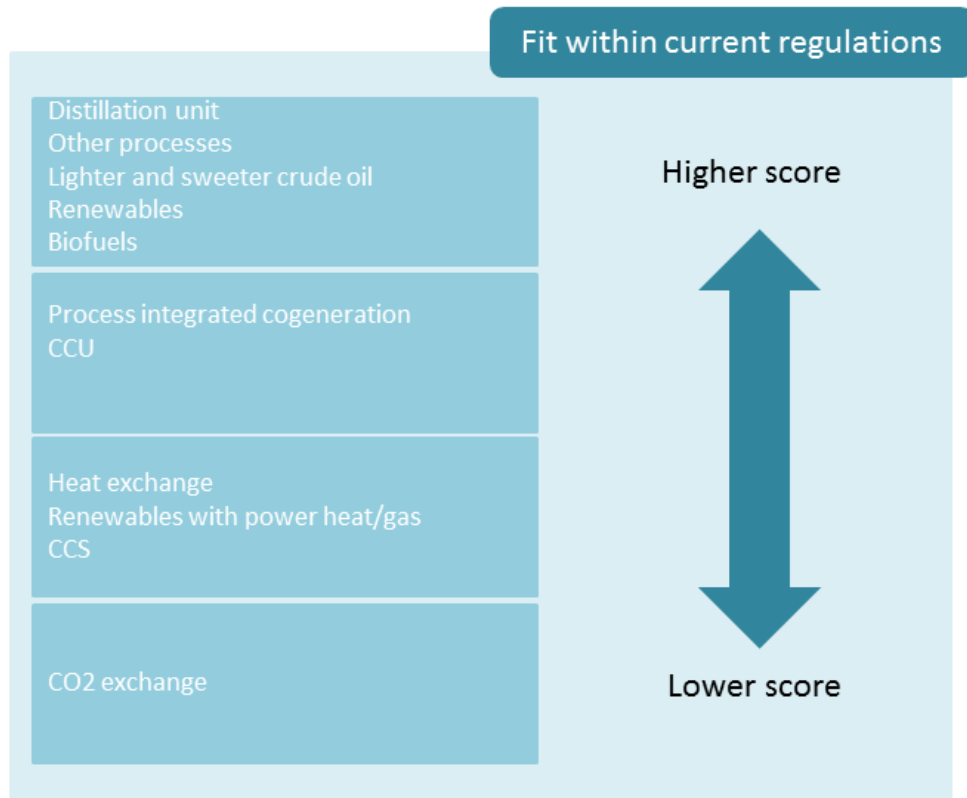 Fit within current regulations
Distillation unit
Other processes
Lighter and sweeter crude oil
Renewables
Biofuels
Higher score
Process integrated cogeneration
CCU
Heat exchange
Renewables with power heat/gas
CCS
CO2 exchange
Lower score